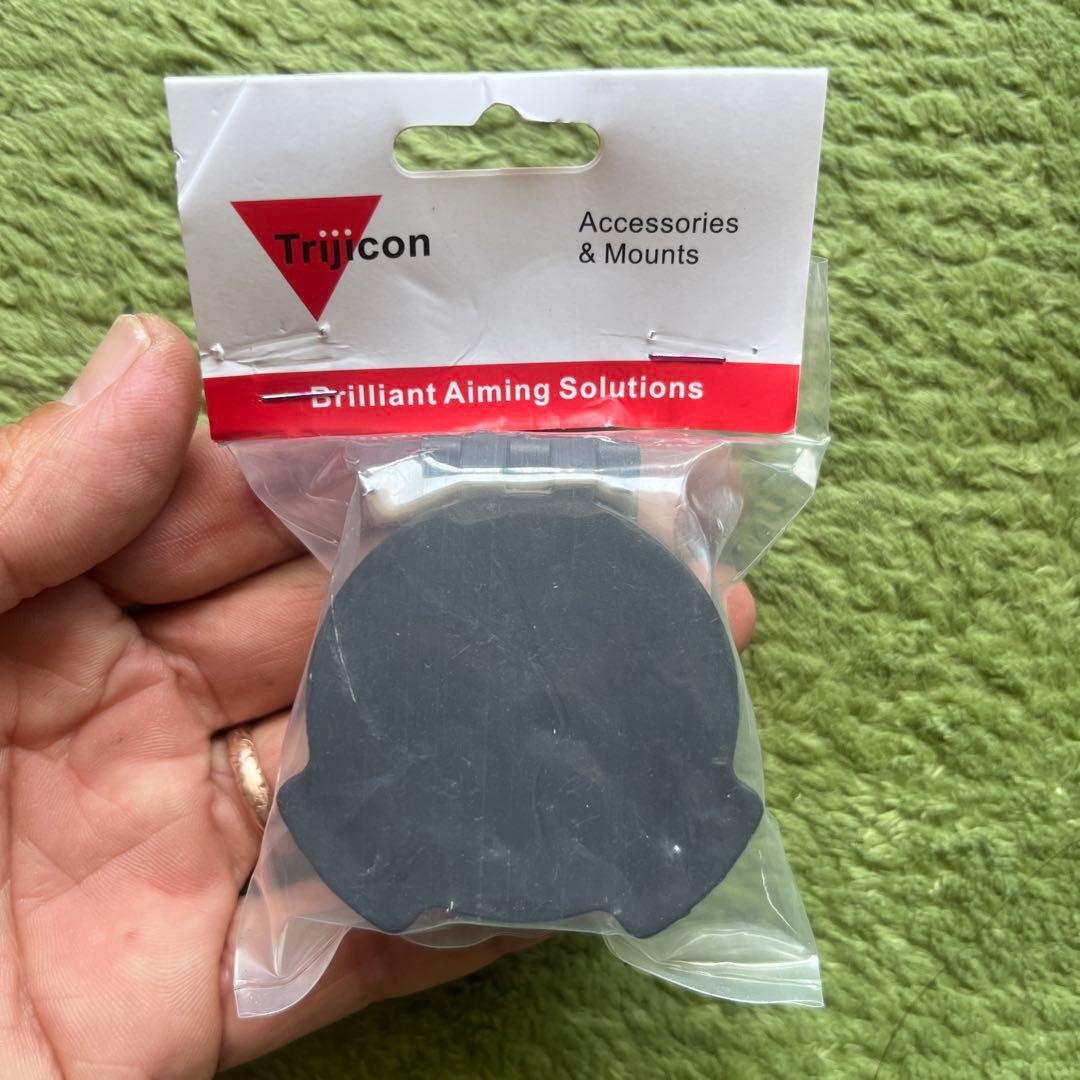 Trijicon
Accessories
& Mounts
Brilliant Aiming Solutions